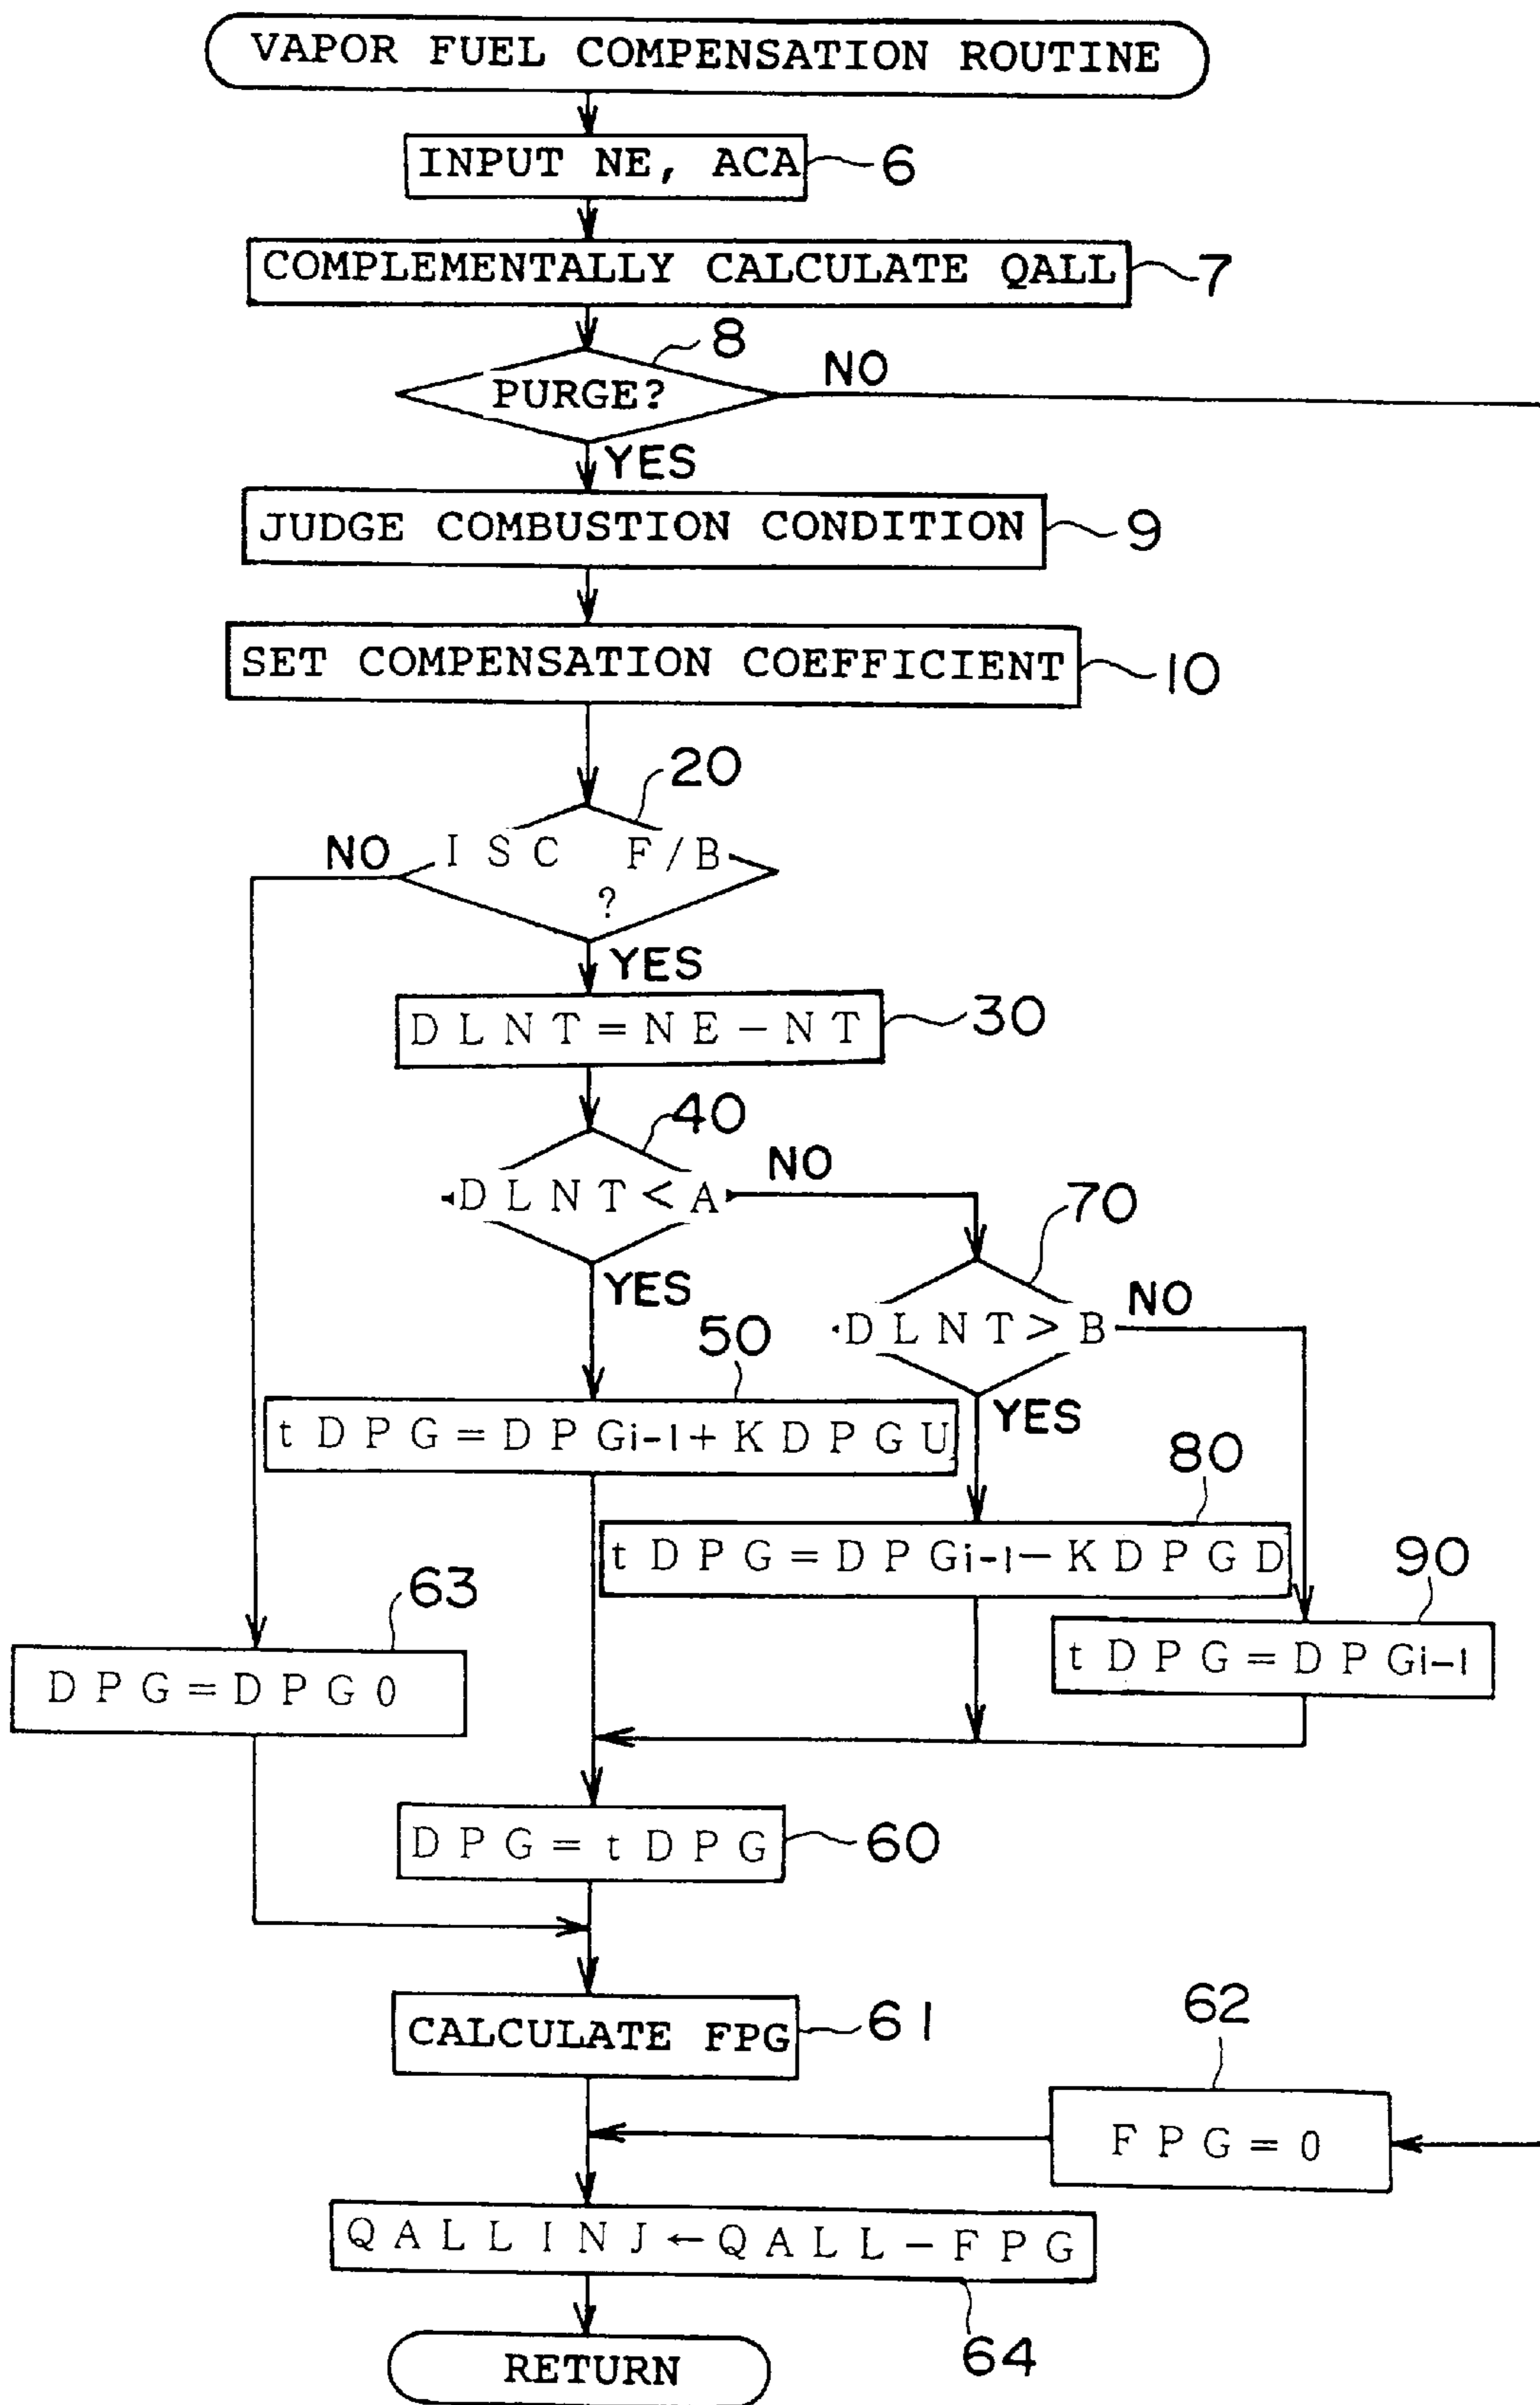 VAPOR FUEL COMPENSATION ROUTINE
INPUT NE, ACA
6
COMPLEMENTALLY CALCULATE QALL
7
8
PURGE?
NO
YES
JUDGE COMBUSTION CONDITION
9
SET COMPENSATION COEFFICIENT
10
20
NO
ISC F/B
?
YES
DLNT=NE-NT
30
40
DLNT<A
NO
YES
70
DLNT>B
NO
YES
50
tDPG=DPGi-1+KDPGU
80
tDPG=DPGi-1-KDPGD
90
tDPG=DPGi-1
63
DPG=DPG0
DPG=tDPG
60
CALCULATE FPG
61
62
FPG=0
QALLINJ←QALL-FPG
64
RETURN